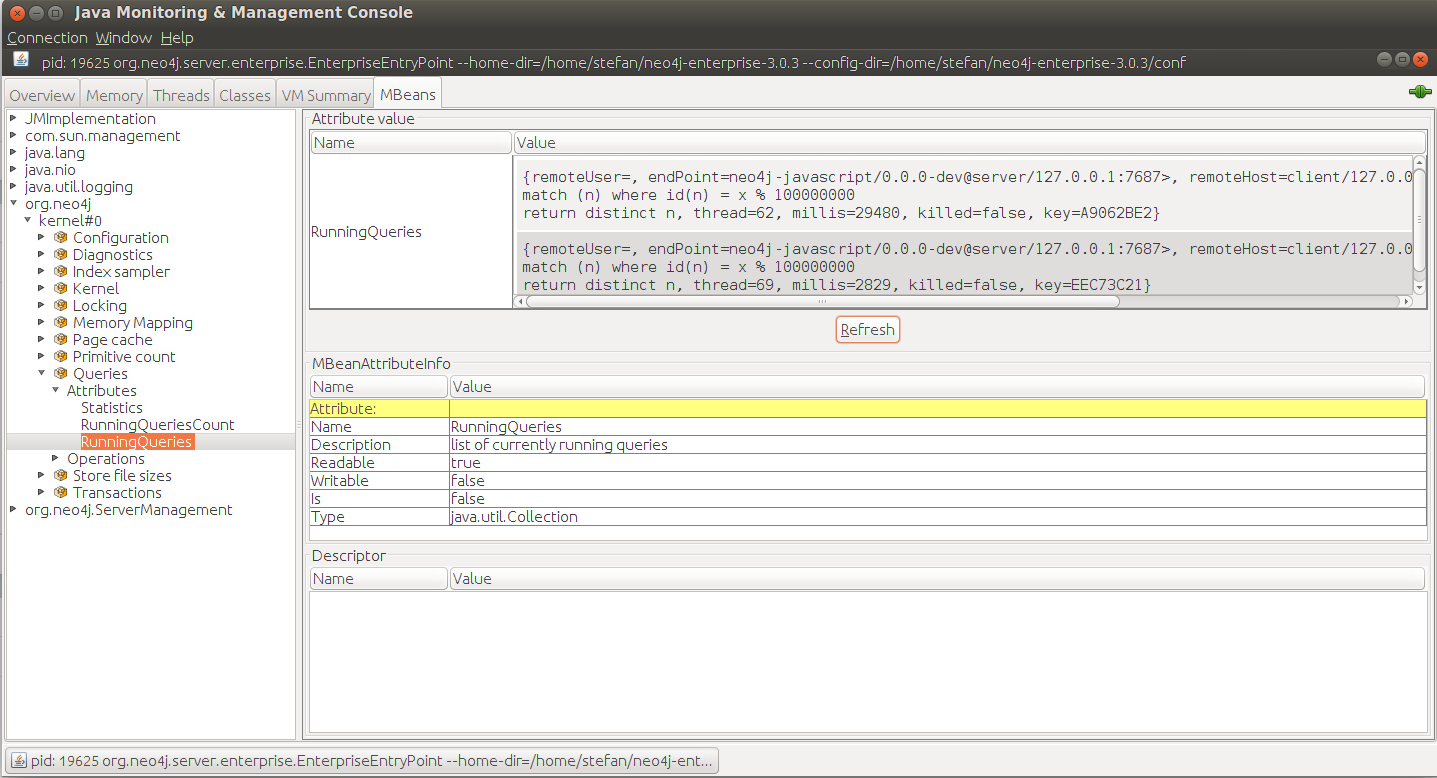 Java Monitoring & Management Console
Connection Window Help
pid: 19625 org.neo4j.server.enterprise.EnterpriseEntryPoint --home-dir=/home/stefan/neo4j-enterprise-3.0.3 --config-dir=/home/stefan/neo4j-enterprise-3.0.3/conf
Overview Memory Threads Classes VM Summary MBeans
JMImplementation
com.sun.management
java.lang
java.nio
java.util.logging
org.neo4j
kernel#0
Configuration
Diagnostics
Index sampler
Kernel
Locking
Memory Mapping
Page cache
Primitive count
Queries
Attributes
Statistics
RunningQueriesCount
RunningQueries
Operations
Store file sizes
Transactions
org.neo4j.ServerManagement
Attribute value
Name Value
RunningQueries
{remoteUser=, endPoint=neo4j-javascript/0.0.0-dev@server/127.0.0.1:7687>, remoteHost=client/127.0.0
match (n) where id(n) = x % 100000000
return distinct n, thread=62, millis=29480, killed=false, key=A9062BE2}
{remoteUser=, endPoint=neo4j-javascript/0.0.0-dev@server/127.0.0.1:7687>, remoteHost=client/127.0.0
match (n) where id(n) = x % 100000000
return distinct n, thread=69, millis=2829, killed=false, key=EEC73C21}
Refresh
MBeanAttributeInfo
Name Value
Attribute:
Name RunningQueries
Description list of currently running queries
Readable true
Writable false
Is false
Type java.util.Collection
Descriptor
Name Value
pid: 19625 org.neo4j.server.enterprise.EnterpriseEntryPoint --home-dir=/home/stefan/neo4j-ent...